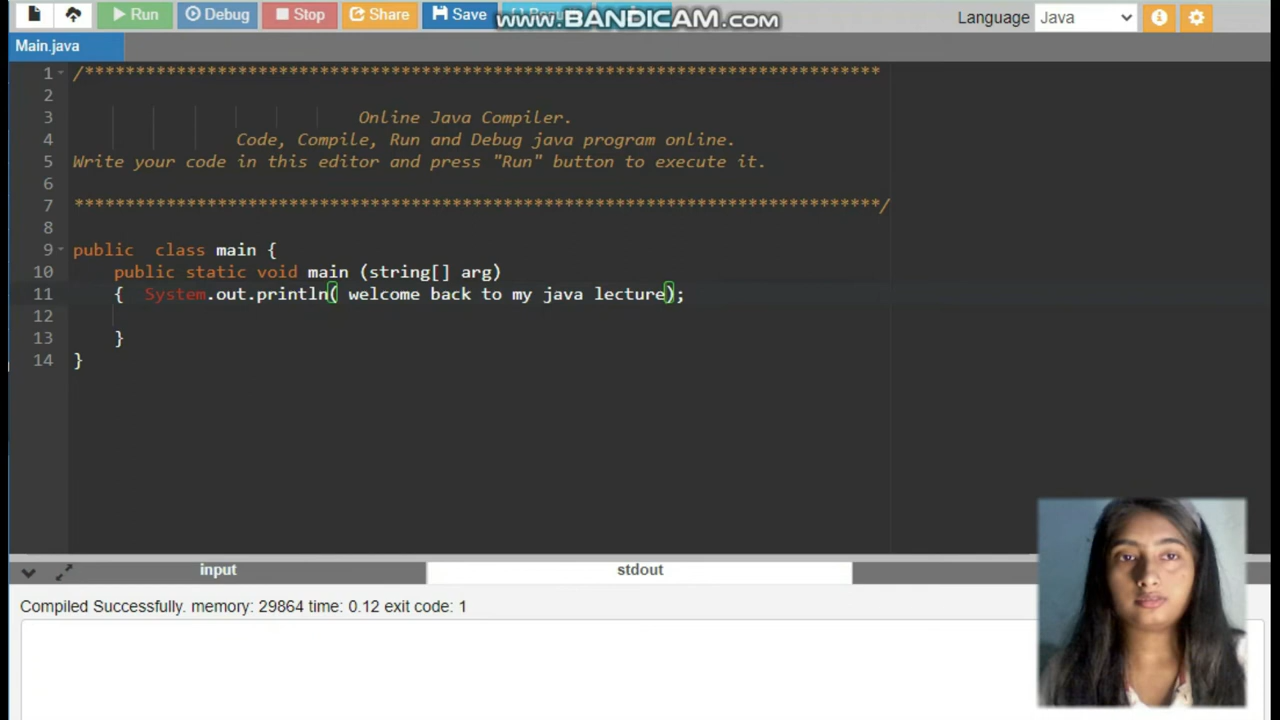 Run Debug Stop Share Save www.BANDICAM.com Language Java
Main.java
1 /*******************************************************************************
2
3 Online Java Compiler.
4 Code, Compile, Run and Debug java program online.
5 Write your code in this editor and press "Run" button to execute it.
6
7 *******************************************************************************/
8
9 public class main {
10 public static void main (string[] arg)
11 { System.out.println( welcome back to my java lecture);
12
13 }
14 }
input stdout
Compiled Successfully. memory: 29864 time: 0.12 exit code: 1